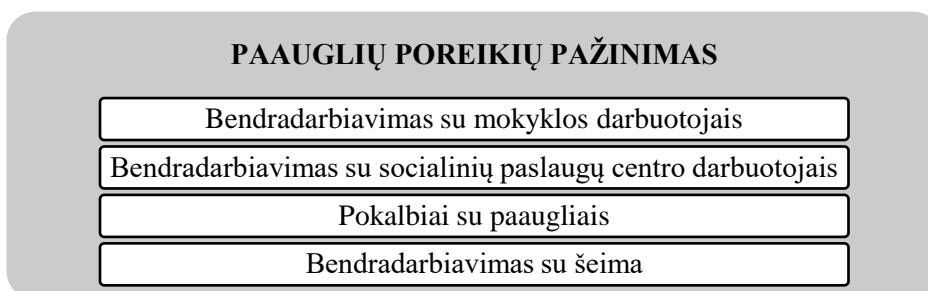 PAAUGLIŲ POREIKIŲ PAŽINIMAS
Bendradarbiavimas su mokyklos darbuotojais
Bendradarbiavimas su socialinių paslaugų centro darbuotojais
Pokalbiai su paaugliais
Bendradarbiavimas su šeima